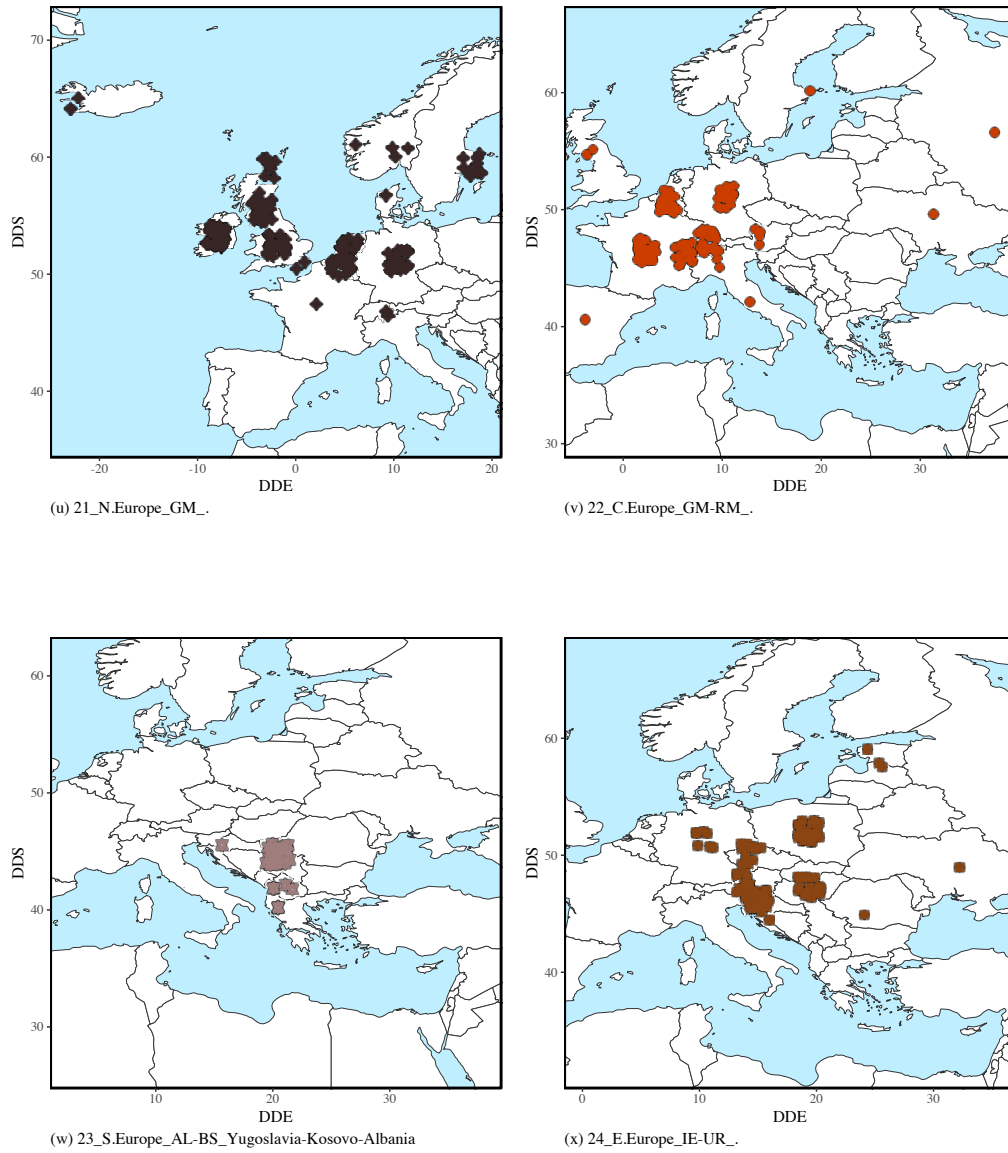 70
60
50
40
DDS
-20
-10
0
10
20
DDE
(u) 21_N.Europe_GM_.
60
50
40
30
DDS
0
10
20
30
DDE
(v) 22_C.Europe_GM-RM_.
60
50
40
30
DDS
10
20
30
DDE
(w) 23_S.Europe_AL-BS_Yugoslavia-Kosovo-Albania
60
50
40
DDS
0
10
20
30
DDE
(x) 24_E.Europe_IE-UR_.